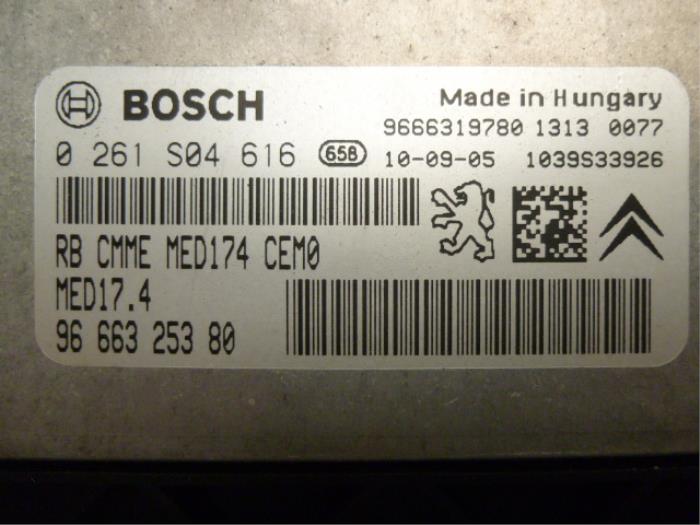 BOSCH
Made in Hungary
9666319780 1313 0077
0 261 S04 616 658
10-09-05 1039S33926
RB CMME MED174 CEM0
MED17.4
96 663 253 80